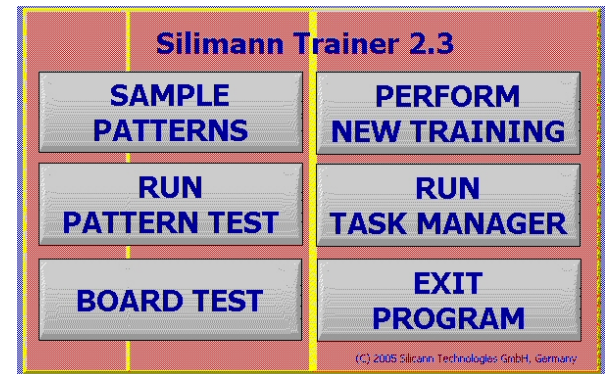 Silimann Trainer 2.3
SAMPLE
PATTERNS
PERFORM
NEW TRAINING
RUN
PATTERN TEST
RUN
TASK MANAGER
BOARD TEST
EXIT
PROGRAM
(C) 2005 Silicann Technologies GmbH, Germany